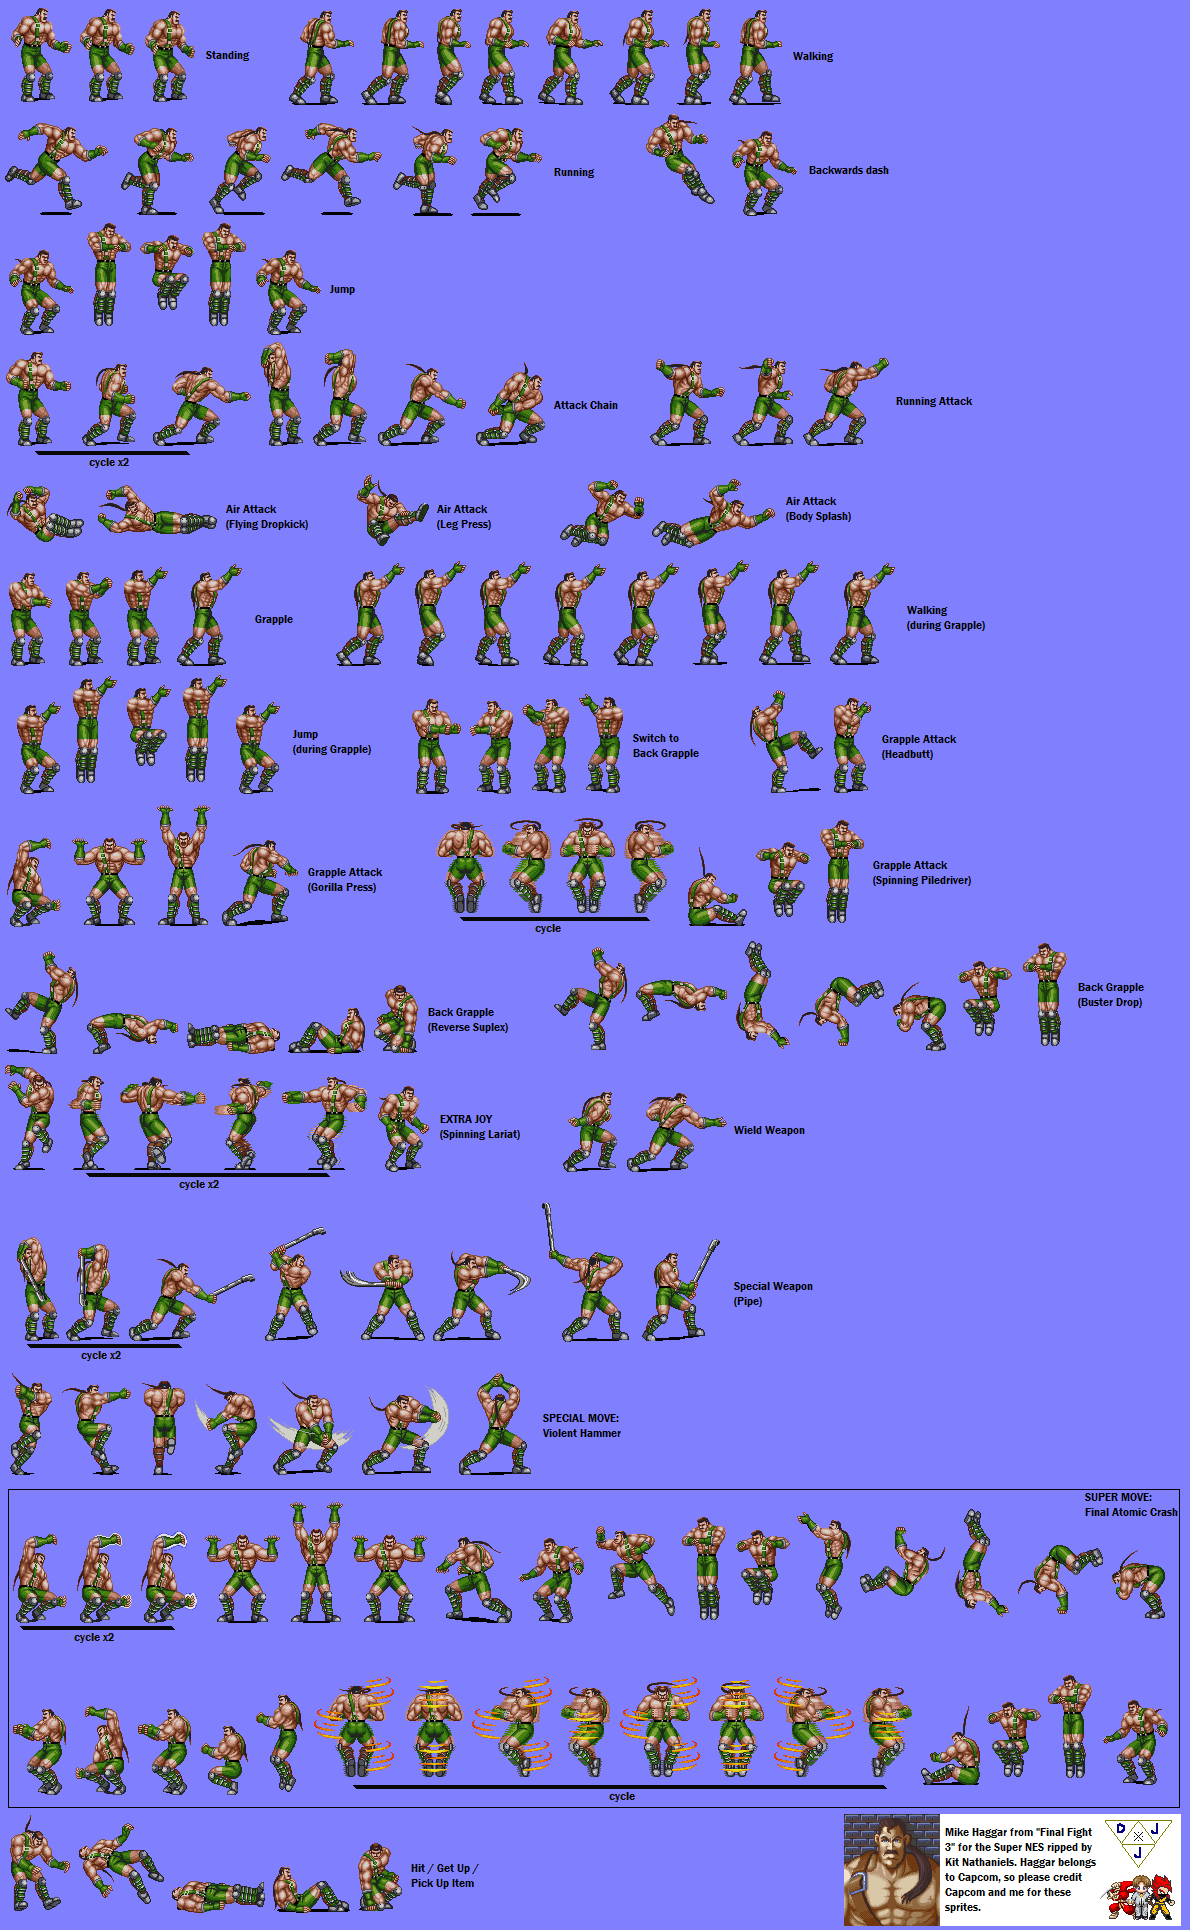 Standing
Walking
Running
Backwards dash
Jump
Attack Chain
Running Attack
cycle x2
Air Attack
(Flying Dropkick)
Air Attack
(Leg Press)
Air Attack
(Body Splash)
Grapple
Walking
(during Grapple)
Jump
(during Grapple)
Switch to
Back Grapple
Grapple Attack
(Headbutt)
Grapple Attack
(Gorilla Press)
Grapple Attack
(Spinning Piledriver)
cycle
Back Grapple
(Reverse Suplex)
Back Grapple
(Buster Drop)
EXTRA JOY
(Spinning Lariat)
Wield Weapon
cycle x2
Special Weapon
(Pipe)
cycle x2
SPECIAL MOVE:
Violent Hammer
SUPER MOVE:
Final Atomic Crash
cycle x2
cycle
Hit / Get Up /
Pick Up Item
Mike Haggar from "Final Fight
3" for the Super NES ripped by
Kit Nathaniels. Haggar belongs
to Capcom, so please credit
Capcom and me for these
sprites.
D J
J